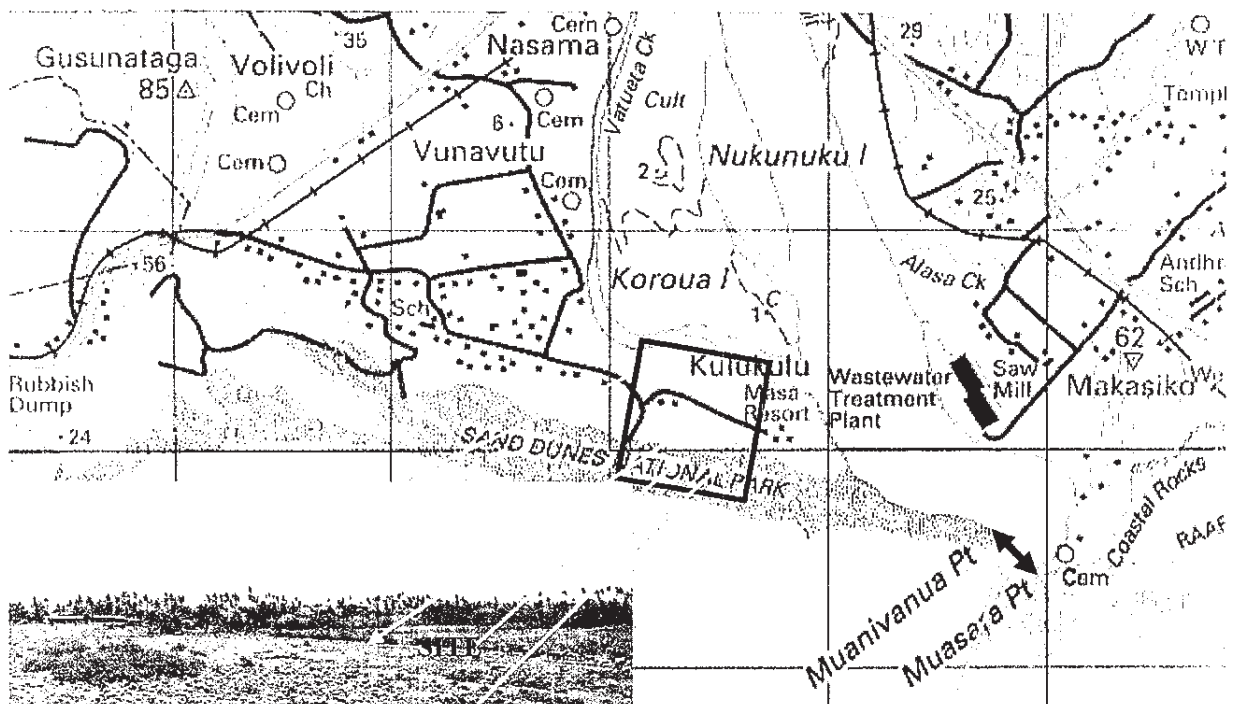 Cem
35
29
Nasama
W T
Gusunataga
Volivoli
85
Ch
Vatueta Ck
Cult
Templ
Cem
6
Cem
Vunavutu
Nukunuku I
Cem
2
Cem
25
56
Koroua I
Alasa Ck
Andhr
Sch
Sch
C
1
62
Kulukulu
Saw
Mill
Rubbish
Dump
Masa
Resort
Wastewater
Treatment
Plant
Makasiko
24
SAND DUNES NATIONAL PARK
Coastal Rocks
RAAF
Cem
Muanivanua Pt
Muasara Pt
SITE